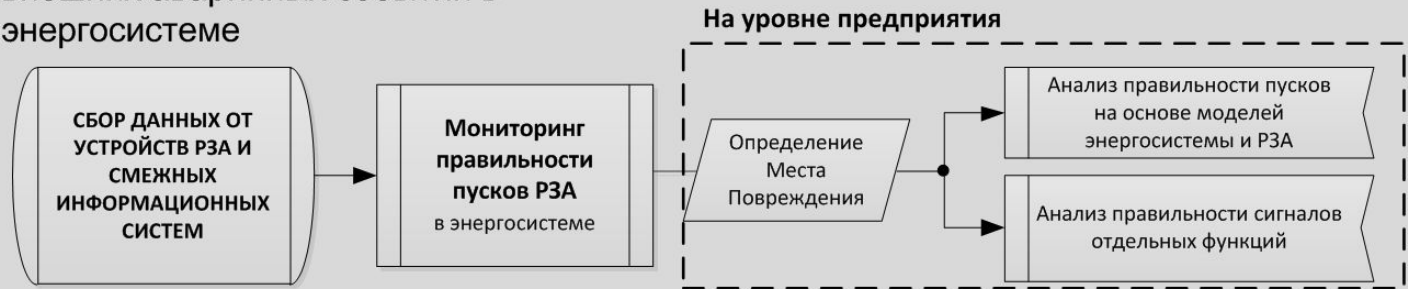 энергосистеме
На уровне предприятия
СБОР ДАННЫХ ОТ
УСТРОЙСТВ РЗА И
СМЕЖНЫХ
ИНФОРМАЦИОННЫХ
СИСТЕМ
Мониторинг
правильности
пусков РЗА
в энергосистеме
Определение
Места
Повреждения
Анализ правильности пусков
на основе моделей
энергосистемы и РЗА
Анализ правильности сигналов
отдельных функций